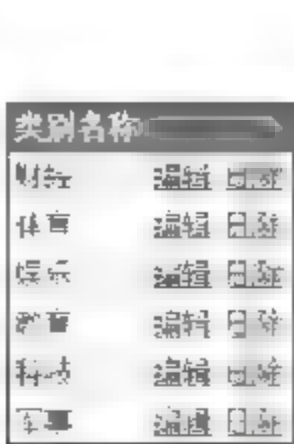 类别名称
财经 编辑 删除
体育 编辑 删除
娱乐 编辑 删除
教育 编辑 删除
科技 编辑 删除
军事 编辑 删除